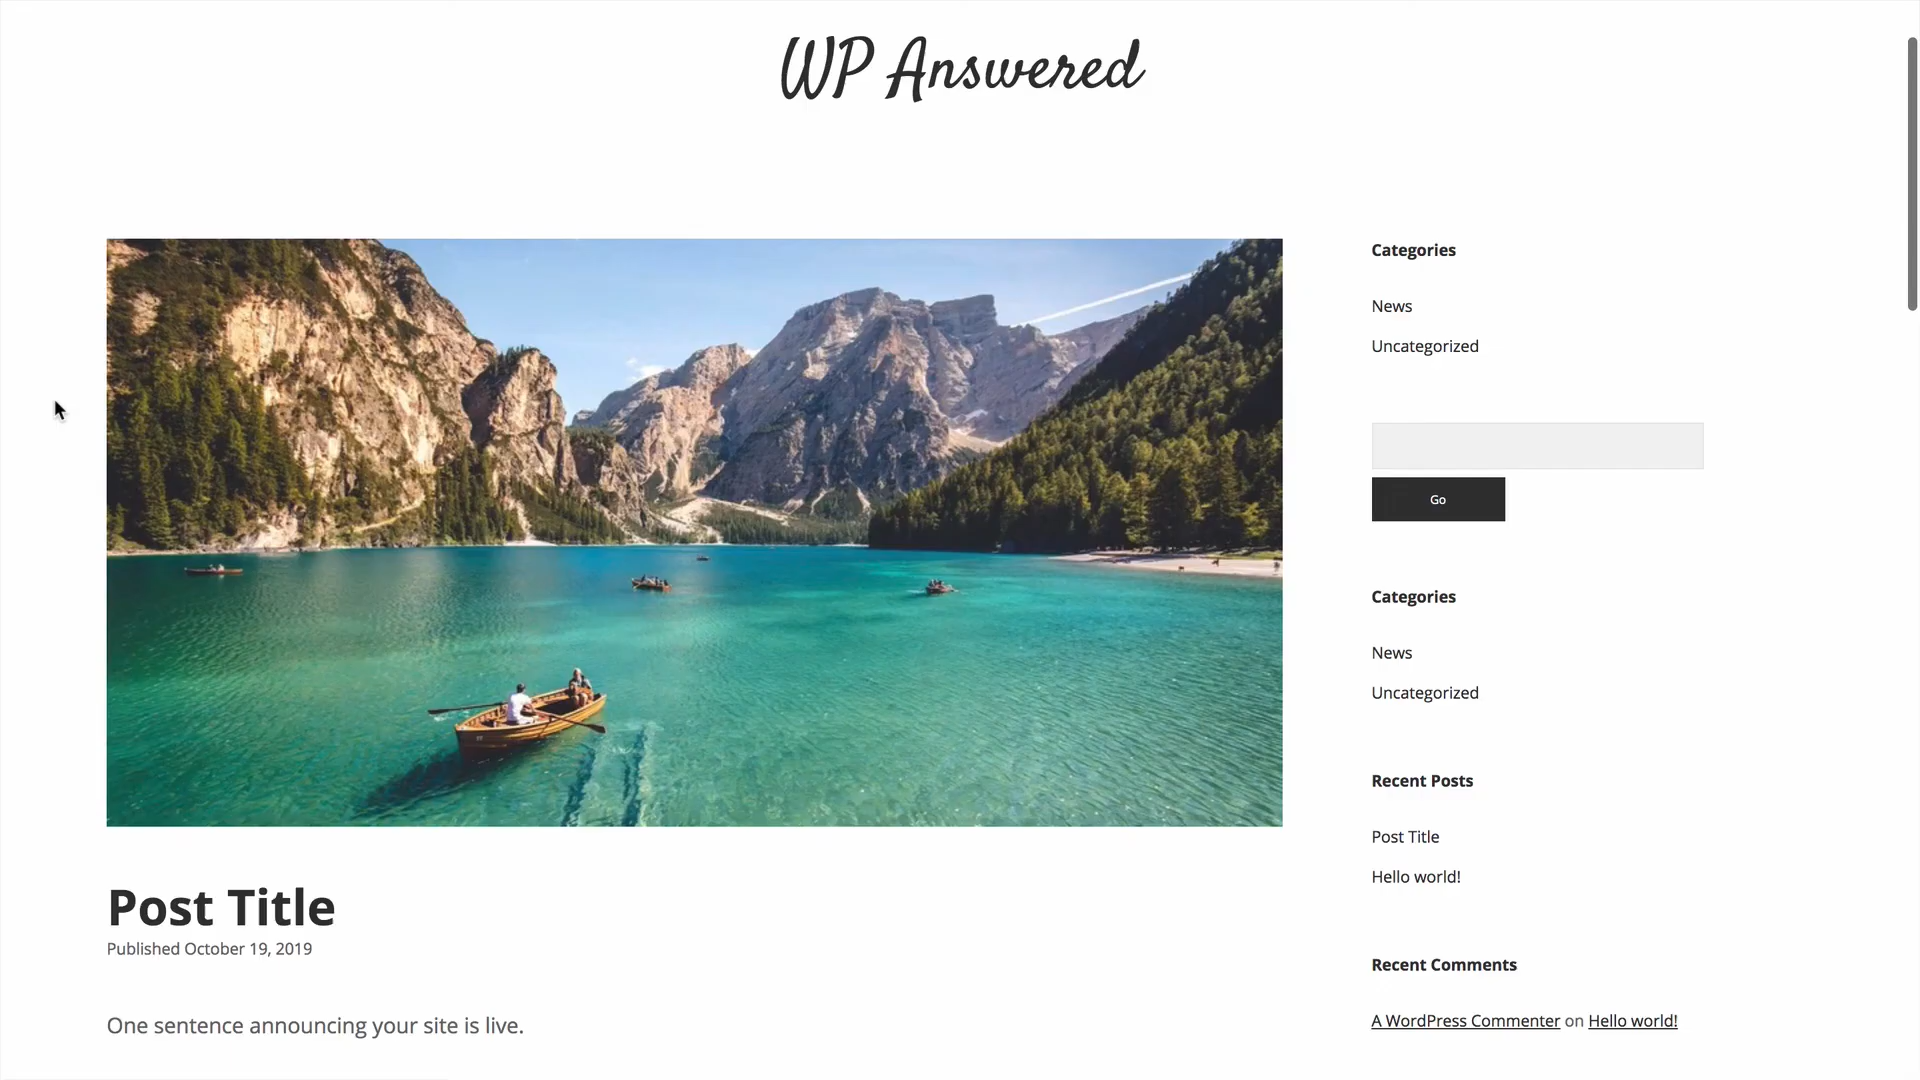 WP Answered
Post Title
Published October 19, 2019
One sentence announcing your site is live.
Categories
News
Uncategorized
Go
Categories
News
Uncategorized
Recent Posts
Post Title
Hello world!
Recent Comments
A WordPress Commenter on Hello world!